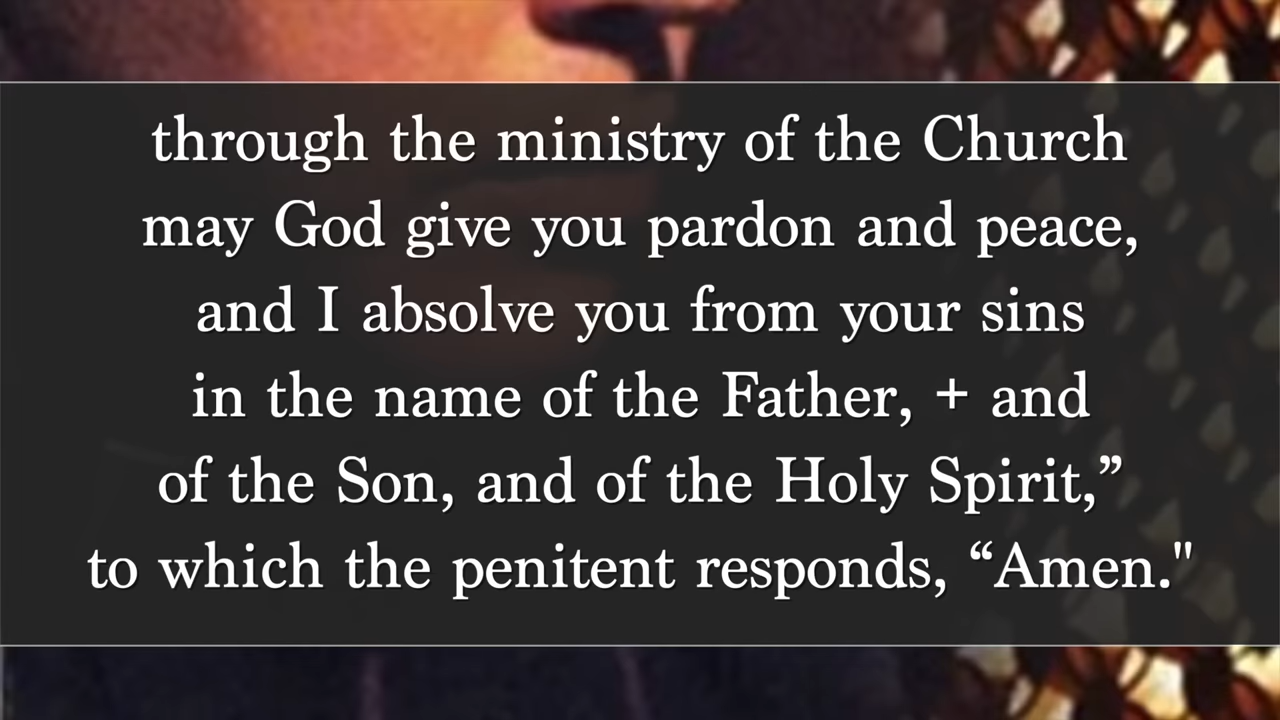 through the ministry of the Church
may God give you pardon and peace,
and I absolve you from your sins
in the name of the Father, + and
of the Son, and of the Holy Spirit,”
to which the penitent responds, “Amen."